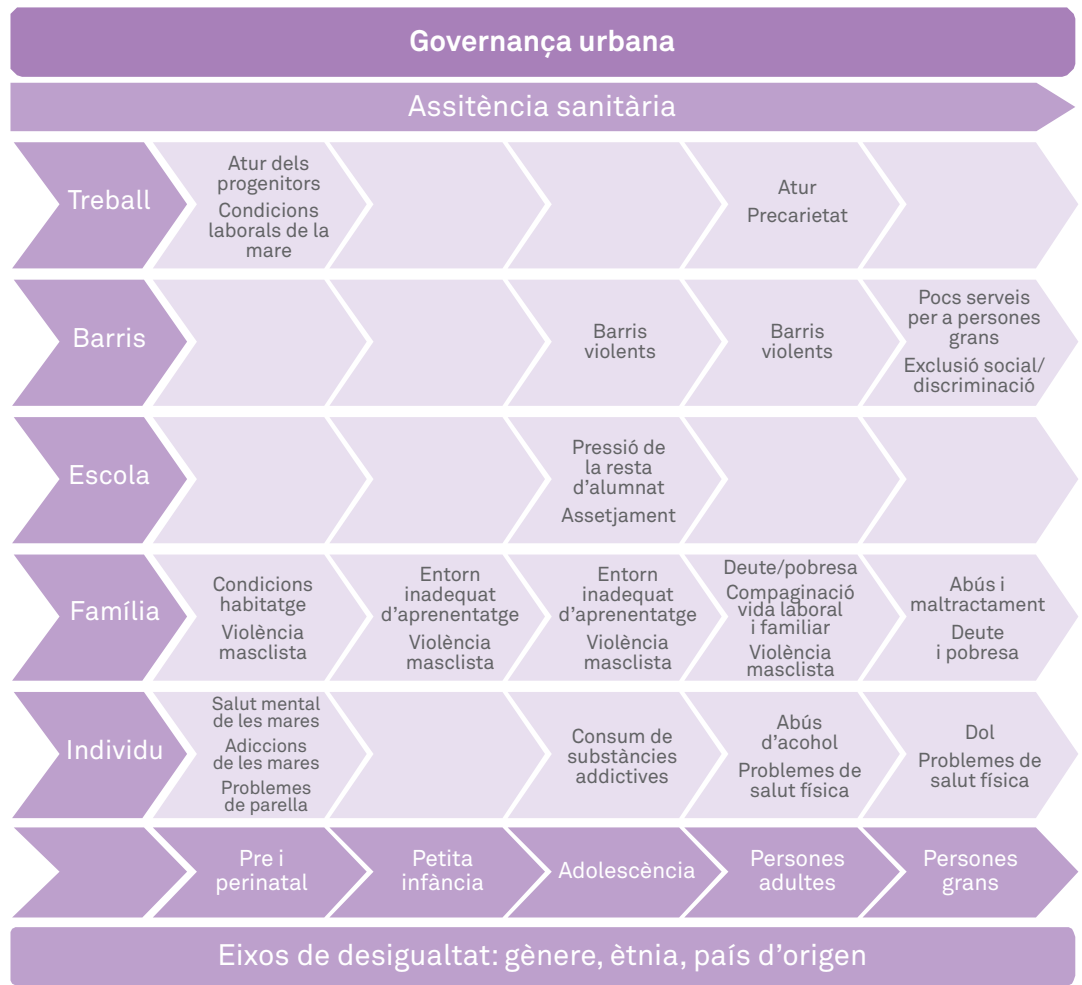 Governança urbana
Assitència sanitària
Treball
Atur dels
progenitors
Condicions
laborals de la
mare
Atur
Precarietat
Barris
Barris
violents
Barris
violents
Pocs serveis
per a persones
grans
Exclusió social/
discriminació
Escola
Pressió de
la resta
d'alumnat
Assetjament
Família
Condicions
habitatge
Violència
masclista
Entorn
inadequat
d'aprenentatge
Violència
masclista
Entorn
inadequat
d'aprenentatge
Violència
masclista
Deute/pobresa
Compaginació
vida laboral
i familiar
Violència
masclista
Abús i
maltractament
Deute
i pobresa
Individu
Salut mental
de les mares
Adiccions
de les mares
Problemes
de parella
Consum de
substàncies
addictives
Abús
d'acohol
Problemes de
salut física
Dol
Problemes de
salut física
Pre i
perinatal
Petita
infància
Adolescència
Persones
adultes
Persones
grans
Eixos de desigualtat: gènere, ètnia, país d'origen